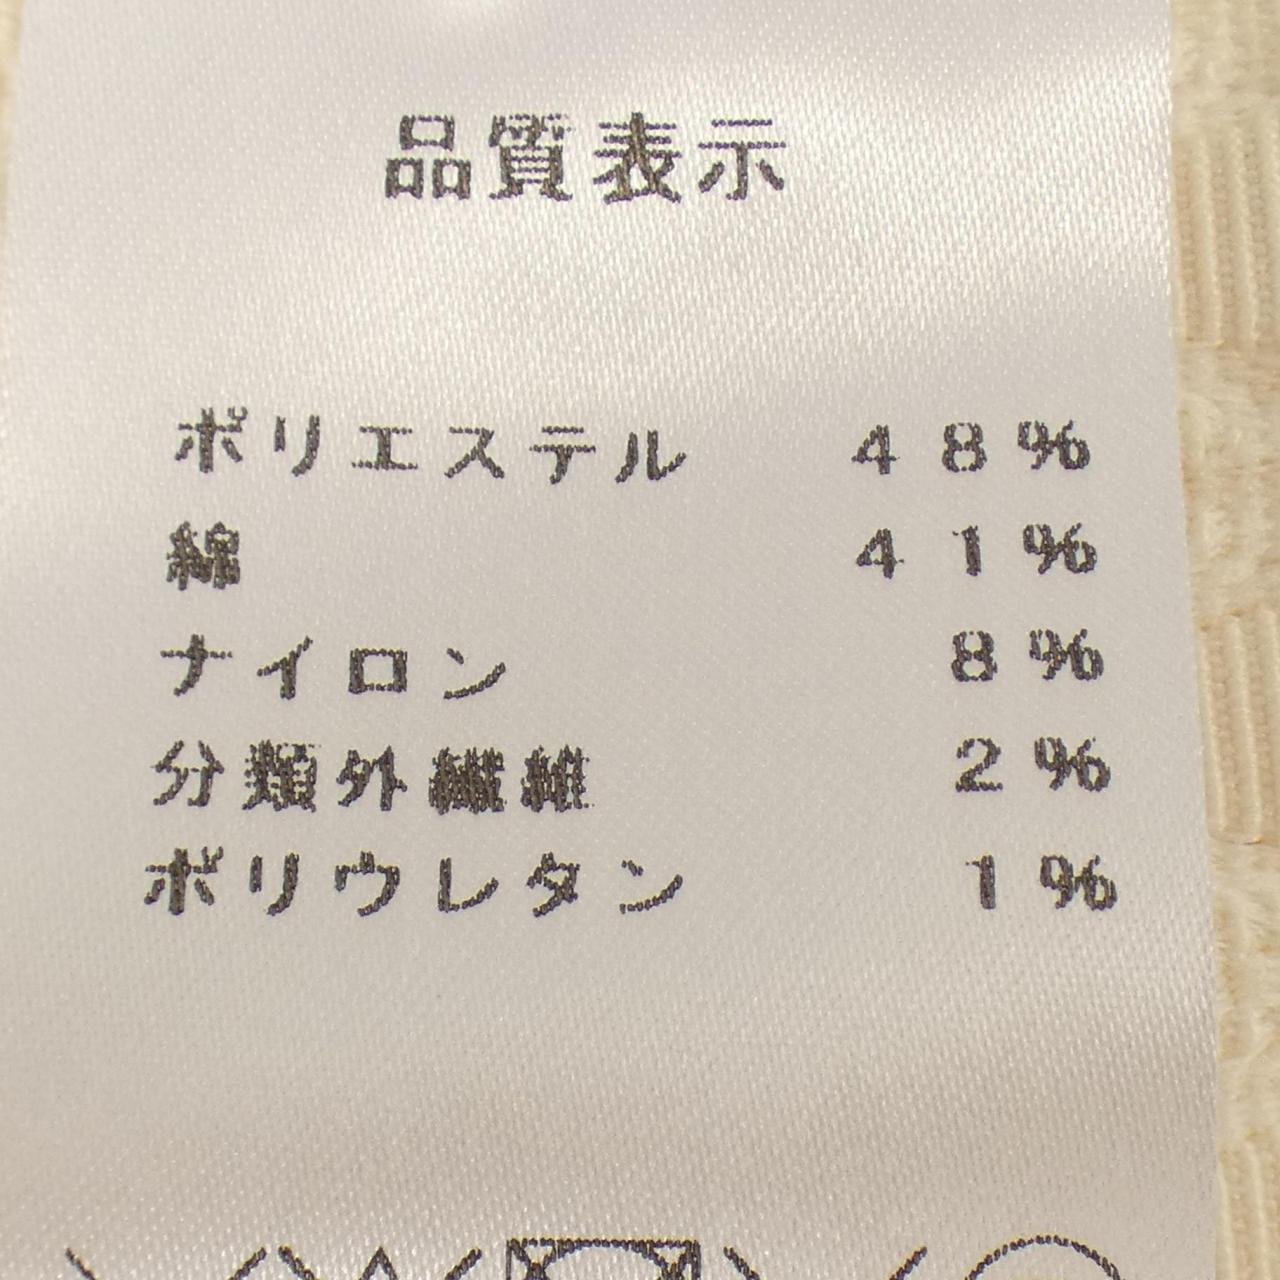 品質表示
ポリエステル 48%
綿 41%
ナイロン 8%
分類外繊維 2%
ポリウレタン 1%